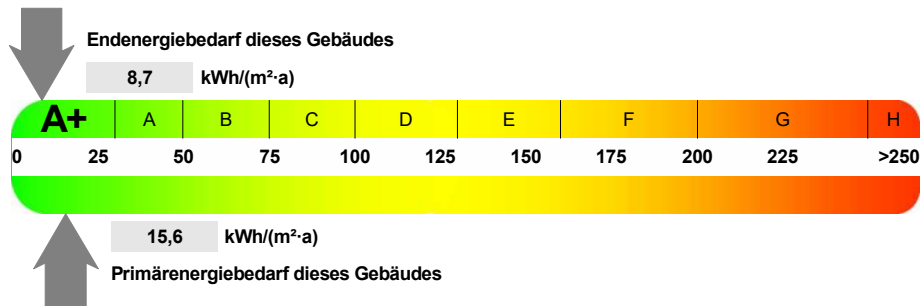 Endenergiebedarf dieses Gebäudes
8,7 kWh/(m²·a)
A+ A B C D E F G H
0 25 50 75 100 125 150 175 200 225 >250
15,6 kWh/(m²·a)
Primärenergiebedarf dieses Gebäudes